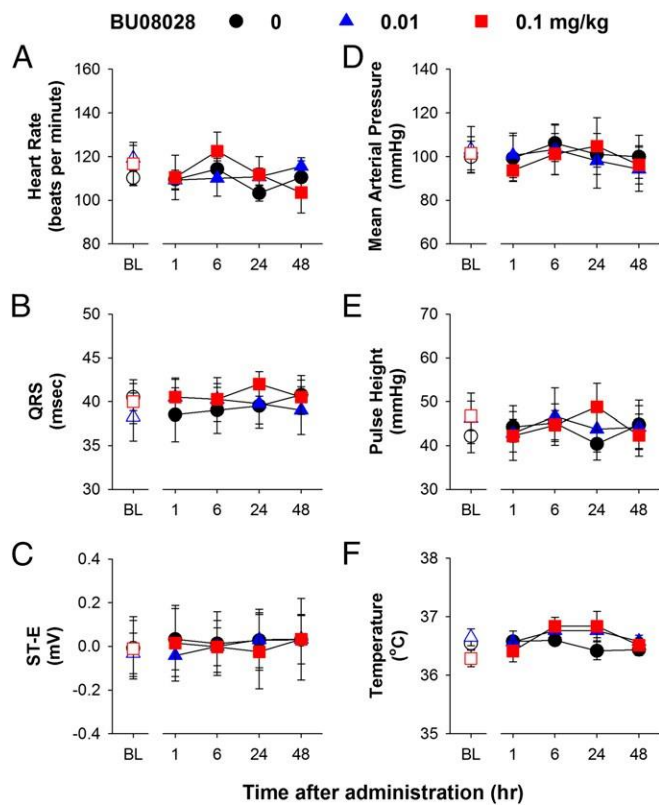 BU08028 0 0.01 0.1 mg/kg
A
Heart Rate
(beats per minute)
160
140
120
100
80
BL 1 6 24 48
D
Mean Arterial Pressure
(mmHg)
140
120
100
80
60
BL 1 6 24 48
B
QRS
(msec)
50
45
40
35
30
BL 1 6 24 48
E
Pulse Height
(mmHg)
70
60
50
40
30
BL 1 6 24 48
C
ST-E
(mV)
0.4
0.2
0.0
-0.2
-0.4
BL 1 6 24 48
F
Temperature
(°C)
38
37
36
35
BL 1 6 24 48
Time after administration (hr)